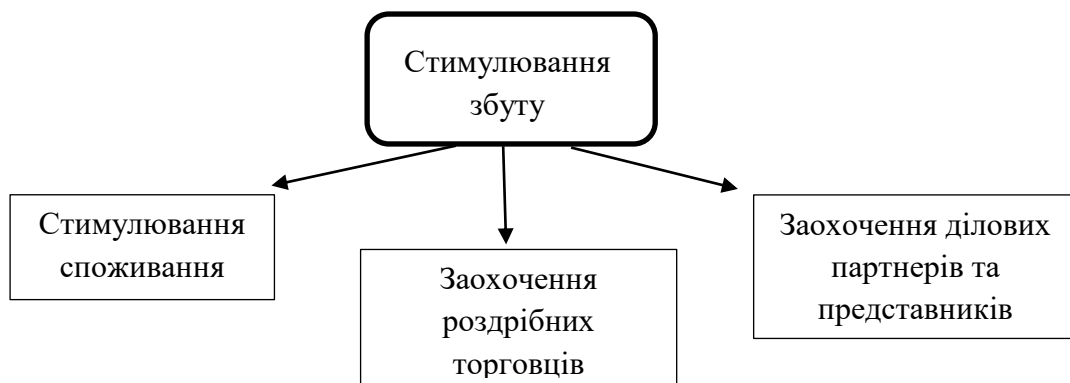 Стимулювання
збуту
Стимулювання
споживання
Заохочення
роздрібних
торговців
Заохочення ділових
партнерів та
представників